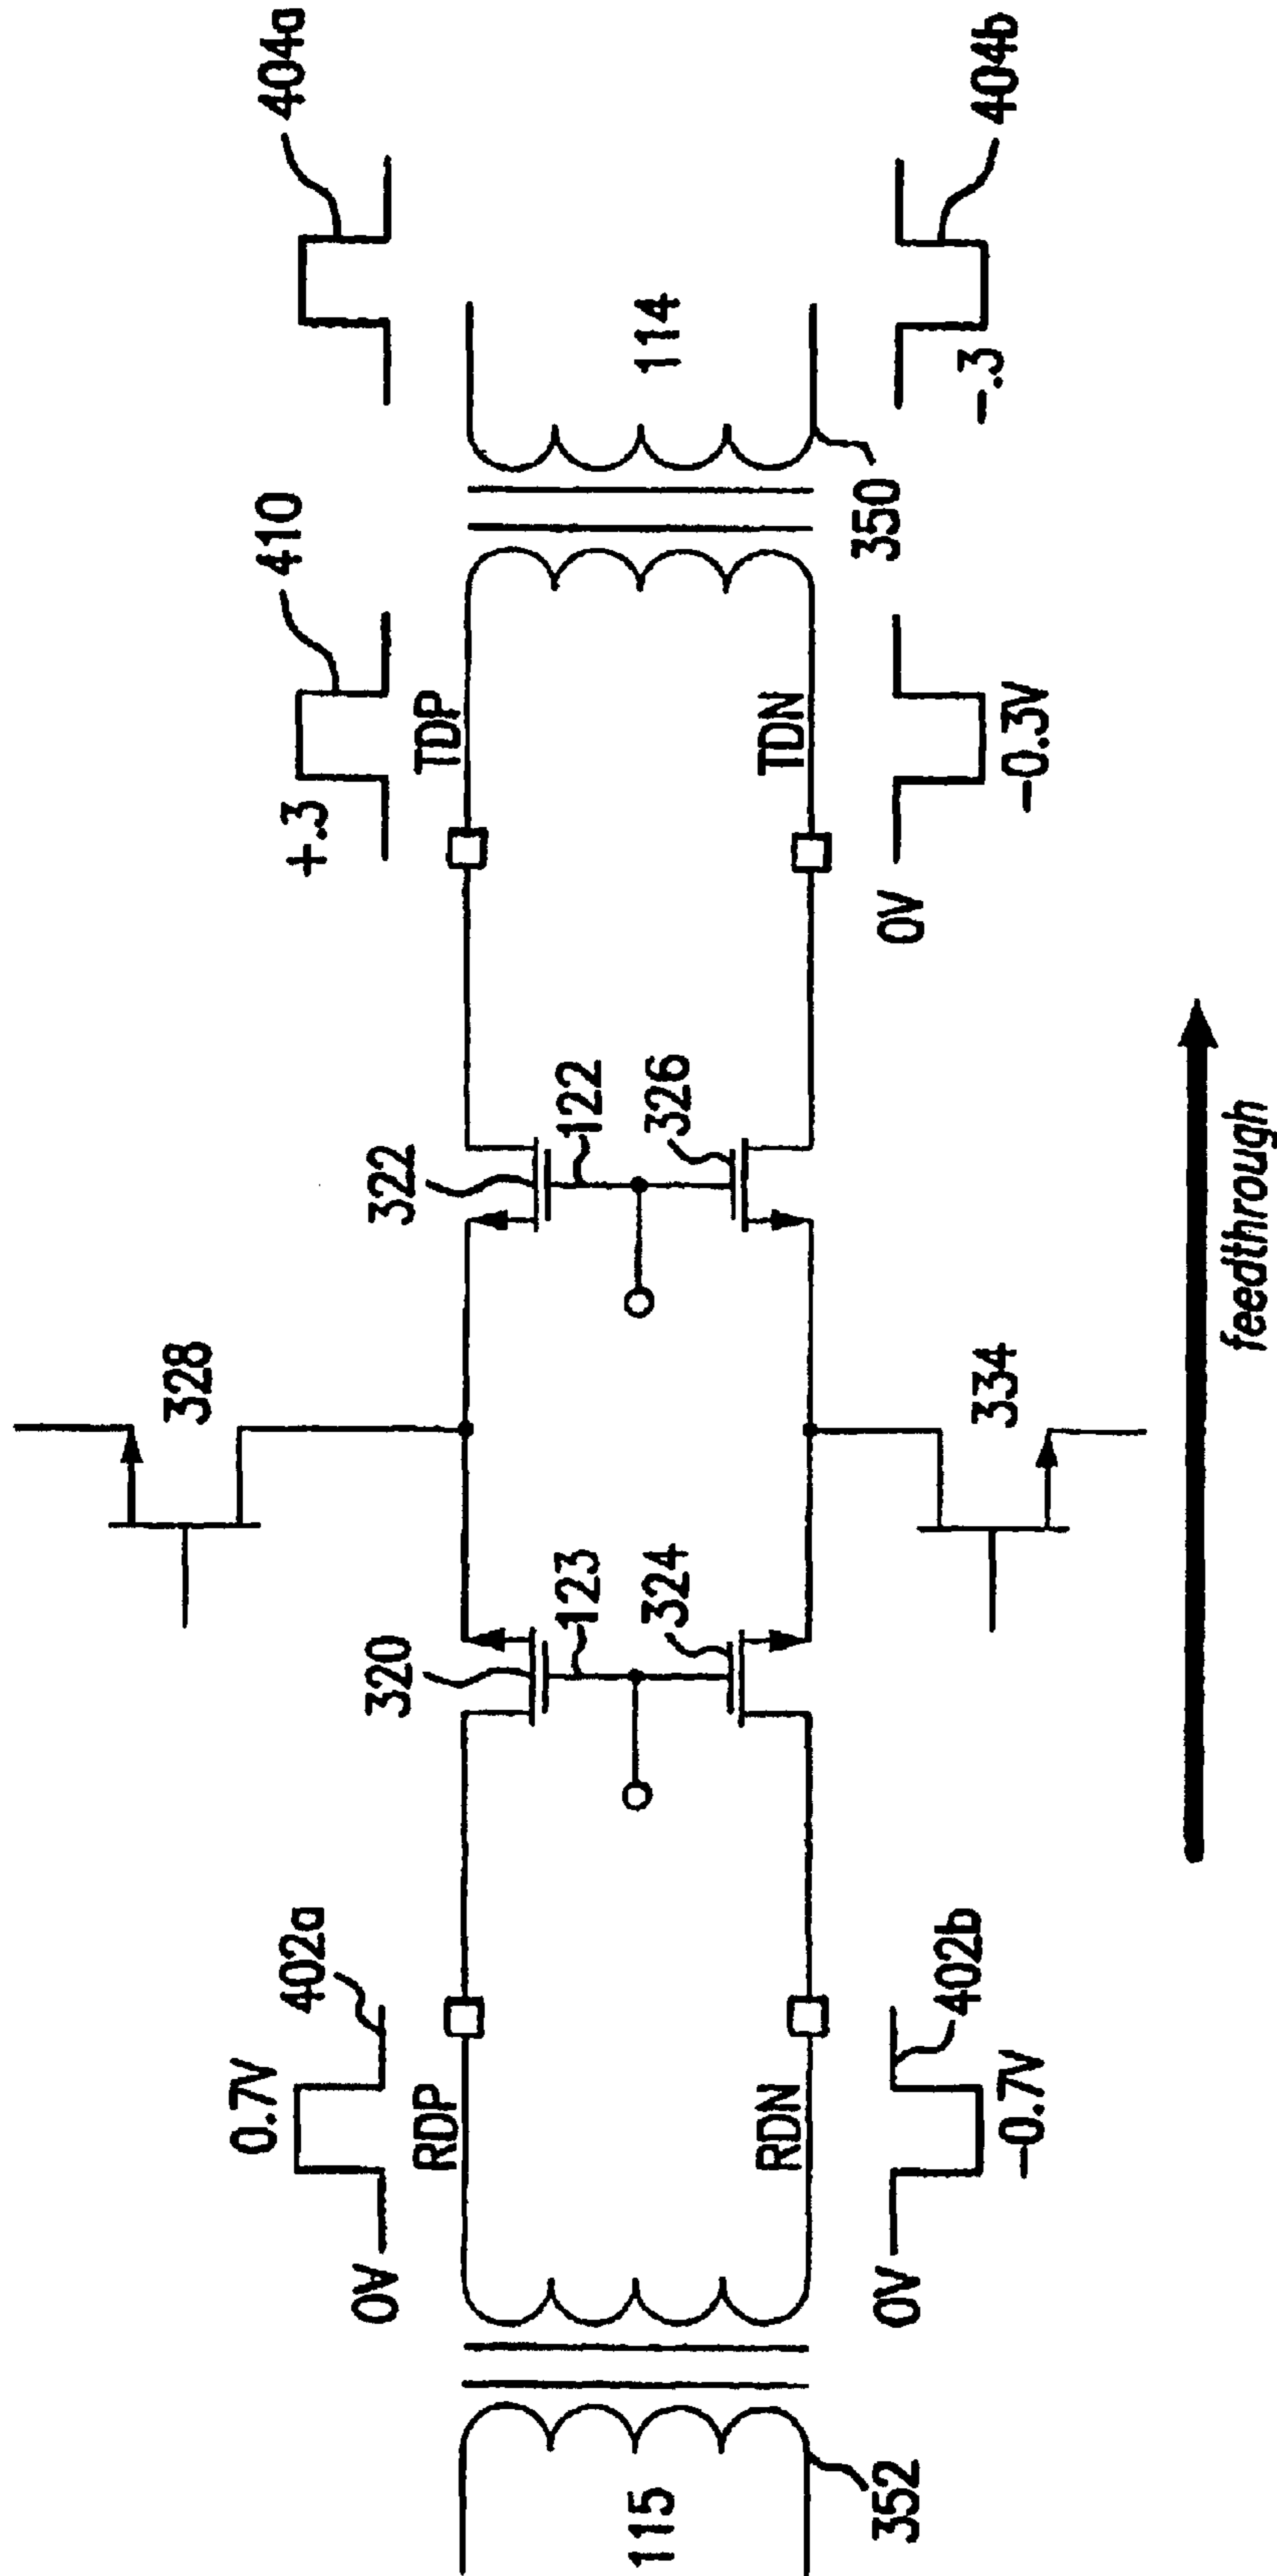 328
0.7V
402a
+.3
410
404a
0V
RDP
320
123
322
122
TDP
115
324
326
114
RDN
TDN
352
0V
-0.7V
402b
334
0V
-0.3V
350
-.3
404b
feedthrough